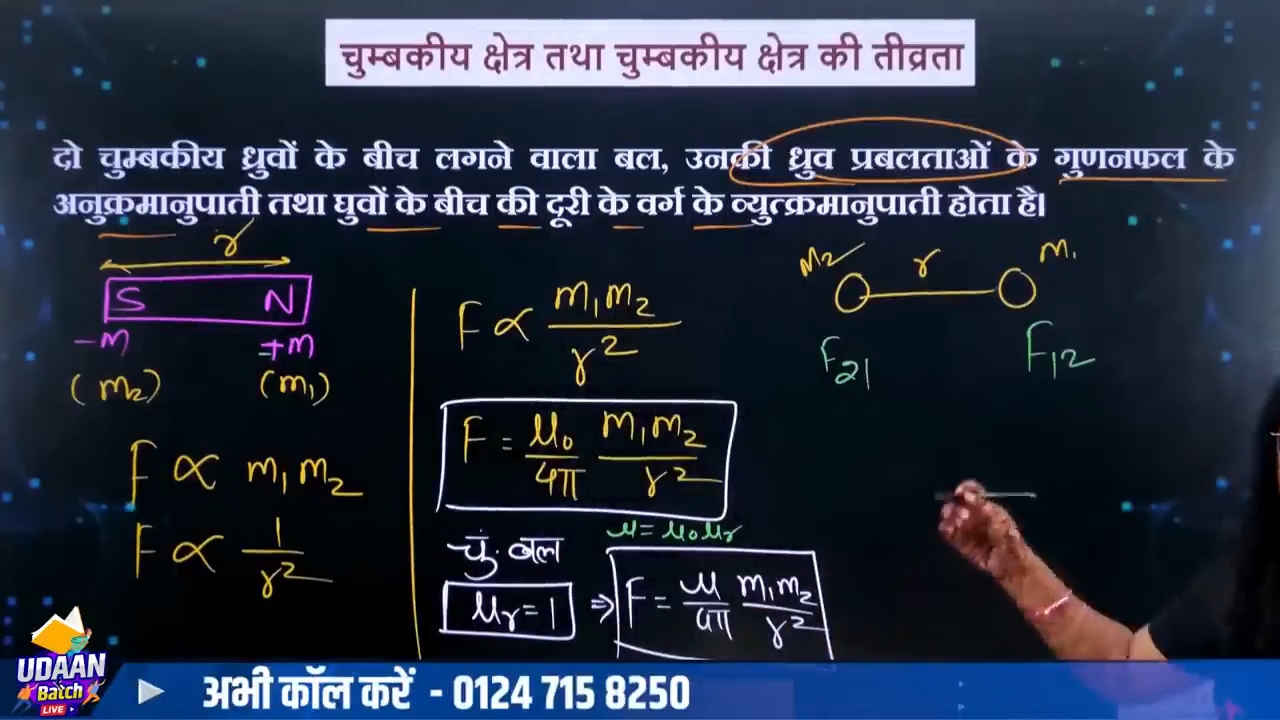 चुम्बकीय क्षेत्र तथा चुम्बकीय क्षेत्र की तीव्रता
दो चुम्बकीय ध्रुवों के बीच लगने वाला बल, उनकी ध्रुव प्रबलताओं के गुणनफल के
अनुक्रमानुपाती तथा घुवों के बीच की दूरी के वर्ग के व्युत्क्रमानुपाती होता है।
r
S N
-m +m
(m₂) (m₁)
F ∝ m₁m₂
F ∝ 1/r²
F ∝ m₁m₂/r²
F = μ₀/4π m₁m₂/r²
चुं. बल
μ = μ₀μr
μr = 1 ⇒ F = μ/4π m₁m₂/r²
m₂ r m₁
F₂₁ F₁₂
UDAAN
Batch
LIVE
अभी कॉल करें - 0124 715 8250